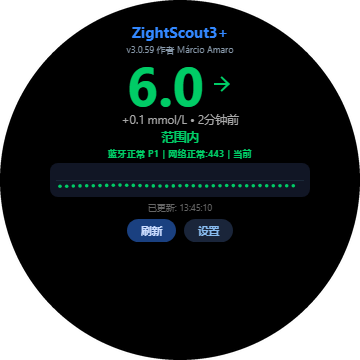 ZightScout3+
v3.0.59 作者 Márcio Amaro
6.0 →
+0.1 mmol/L • 2分钟前
范围内
蓝牙正常 P1 | 网络正常:443 | 当前
已更新: 13:45:10
刷新 设置